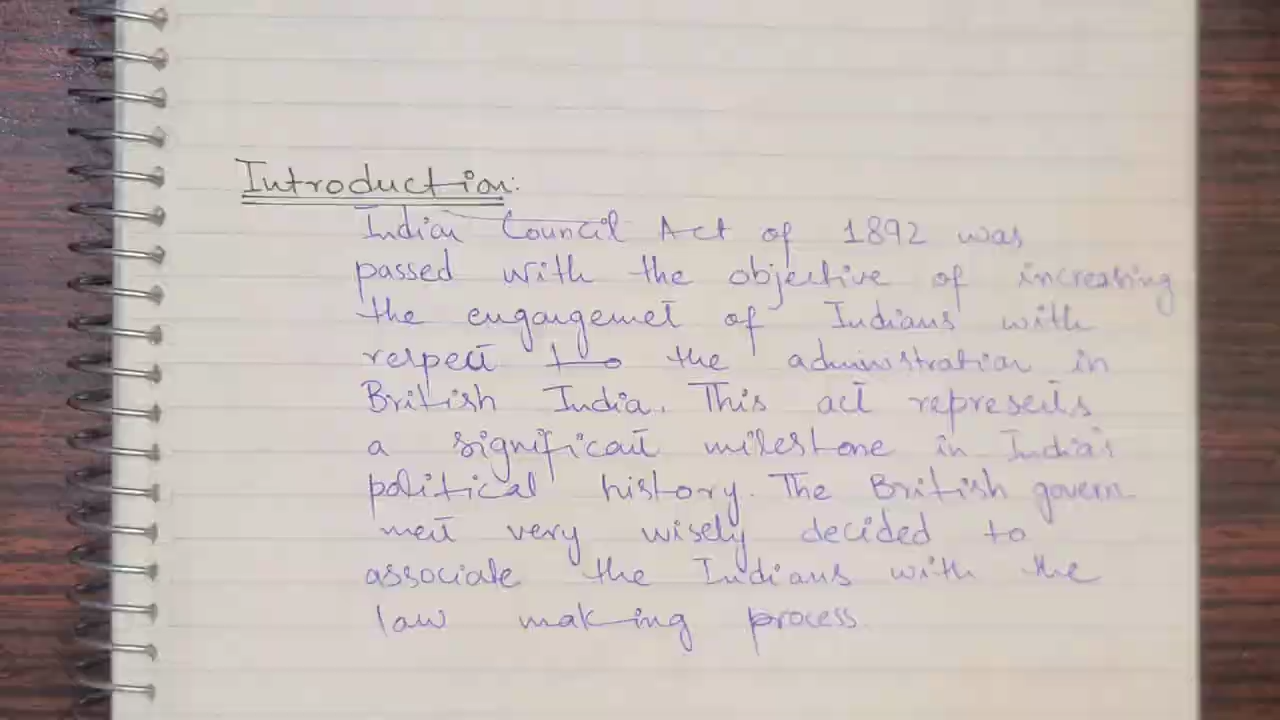 Introduction:
Indian Council Act of 1892 was
passed with the objective of increasing
the engargemet of Indians with
respect to the administration in
British India. This act represents
a significant milestone in India's
political history. The British govern-
ment very wisely decided to
associate the Indians with the
law making process